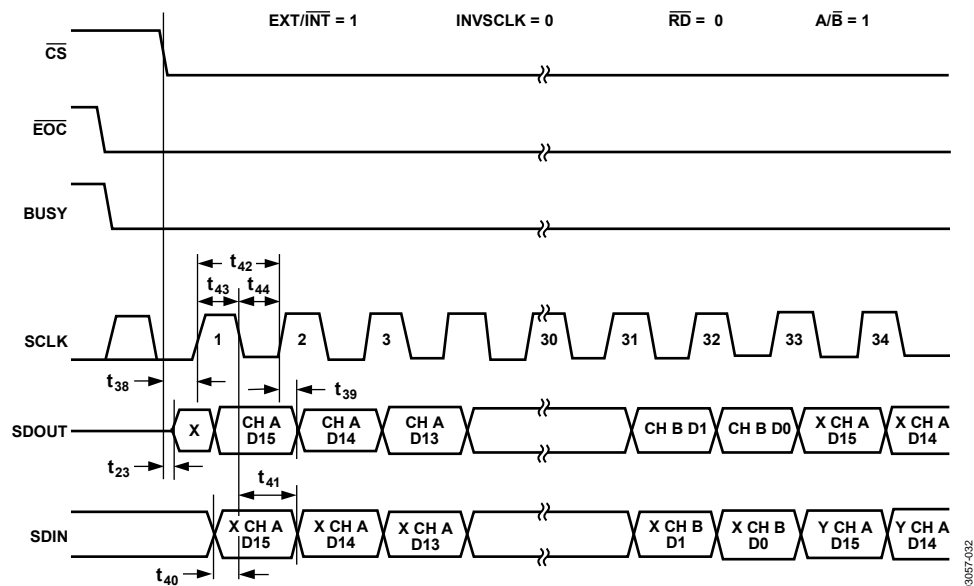 EXT/INT = 1 INVSCLK = 0 RD = 0 A/B = 1
CS
EOC
BUSY
t42
t43 t44
SCLK 1 2 3 30 31 32 33 34
t38
t39
SDOUT X CH A D15 CH A D14 CH A D13 CH B D1 CH B D0 X CH A D15 X CH A D14
t23
t41
SDIN X CH A D15 X CH A D14 X CH A D13 X CH B D1 X CH B D0 Y CH A D15 Y CH A D14
t40